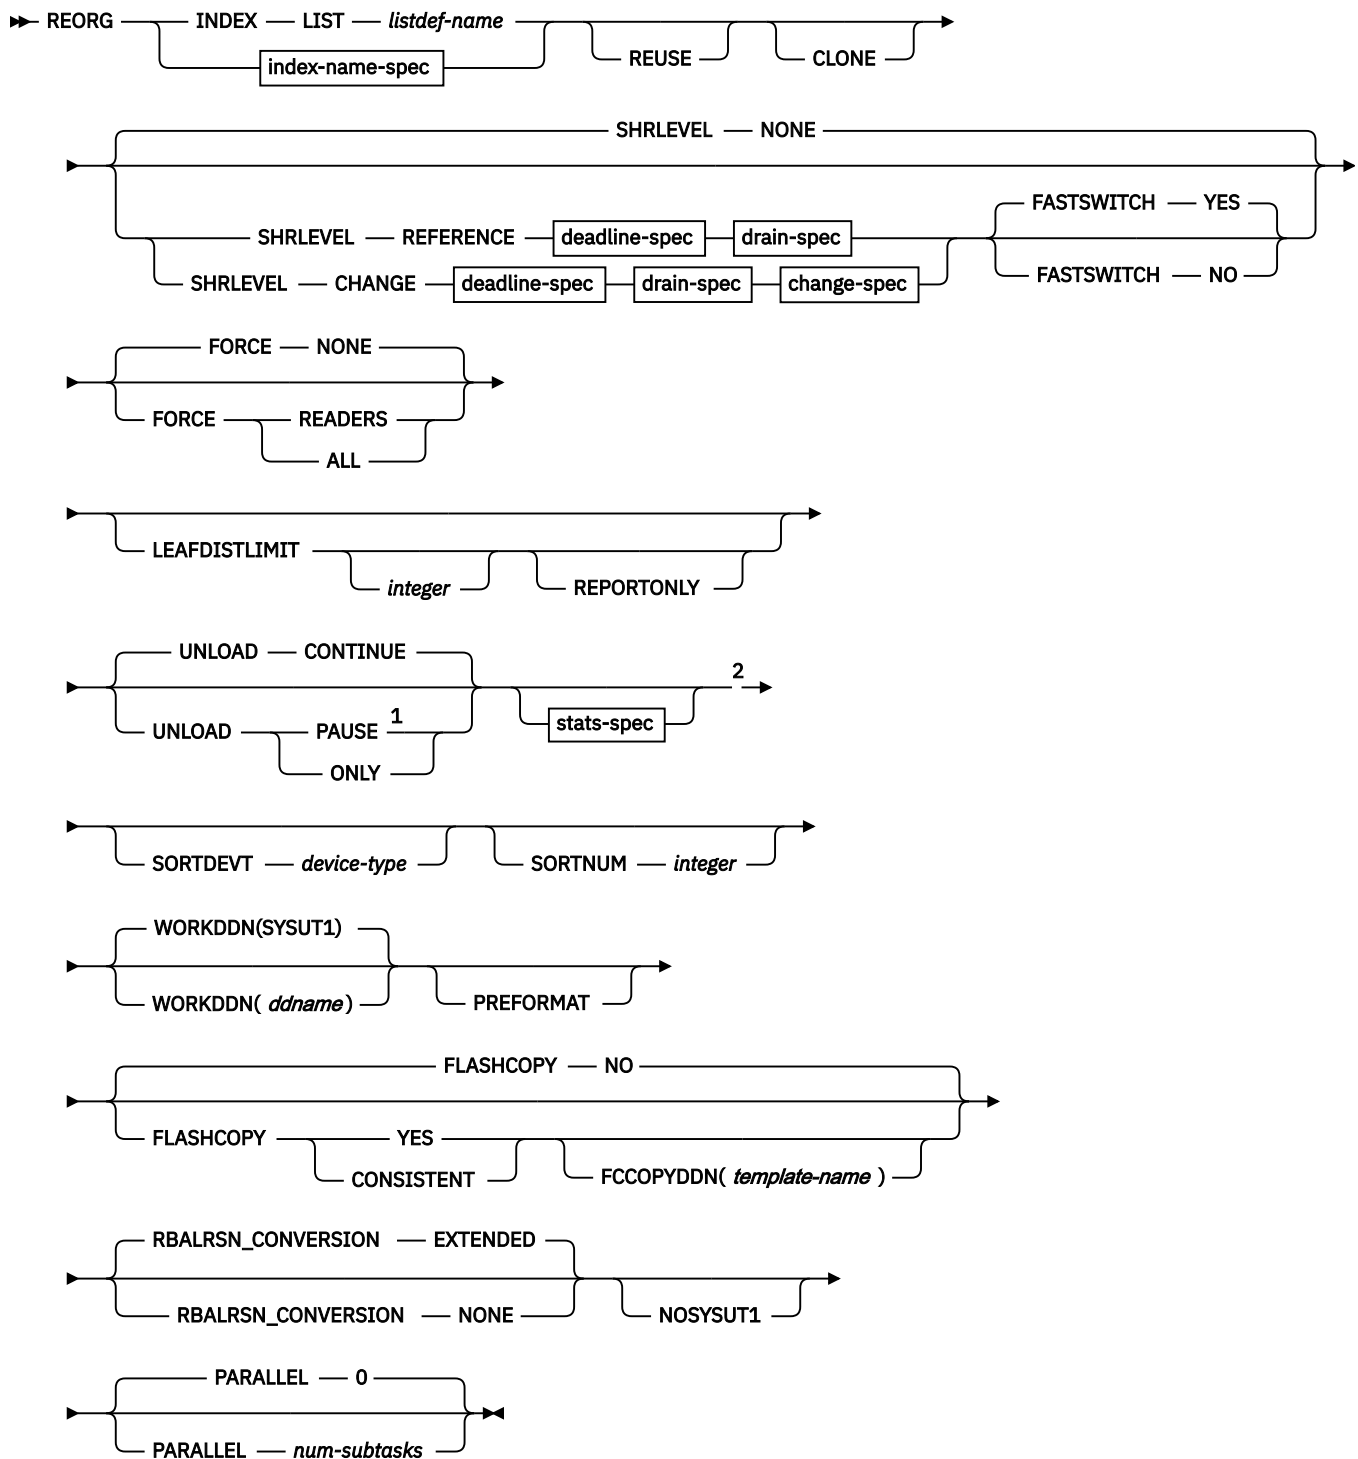 REORG INDEX LIST listdef-name
index-name-spec REUSE CLONE
SHRLEVEL NONE
FASTSWITCH YES
SHRLEVEL REFERENCE deadline-spec drain-spec
FASTSWITCH NO
SHRLEVEL CHANGE deadline-spec drain-spec change-spec
FORCE NONE
FORCE READERS
ALL
LEAFDISTLIMIT
integer REPORTONLY
UNLOAD CONTINUE
2
stats-spec
UNLOAD PAUSE 1
ONLY
SORTDEVT device-type SORTNUM integer
WORKDDN(SYSUT1)
WORKDDN( ddname) PREFORMAT
FLASHCOPY NO
FLASHCOPY YES
CONSISTENT FCCOPYDDN( template-name )
RBALRSN_CONVERSION EXTENDED
RBALRSN_CONVERSION NONE NOSYSUT1
PARALLEL 0
PARALLEL num-subtasks